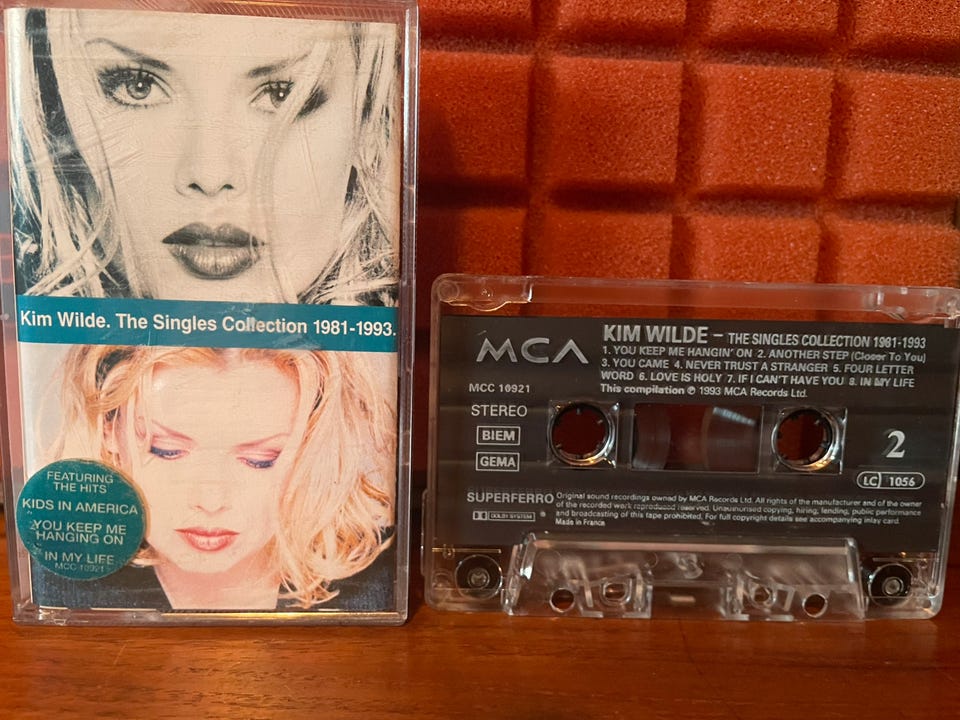 Kim Wilde. The Singles Collection 1981-1993.
FEATURING
THE HITS
KIDS IN AMERICA
YOU KEEP ME
HANGING ON
IN MY LIFE
MCC 10921
MCA
KIM WILDE – THE SINGLES COLLECTION 1981-1993
1. YOU KEEP ME HANGIN' ON 2. ANOTHER STEP (Closer To You)
3. YOU CAME 4. NEVER TRUST A STRANGER 5. FOUR LETTER
WORD 6. LOVE IS HOLY 7. IF I CAN'T HAVE YOU 8. IN MY LIFE
This compilation ℗ 1993 MCA Records Ltd.
MCC 10921
STEREO
BIEM
GEMA
2
LC 1056
SUPERFERRO
DOLBY SYSTEM
Original sound recordings owned by MCA Records Ltd. All rights of the manufacturer and of the owner
of the recorded work reproduced reserved. Unauthorised copying, hiring, lending, public performance
and broadcasting of this tape prohibited. For full copyright details see accompanying inlay card.
Made in France